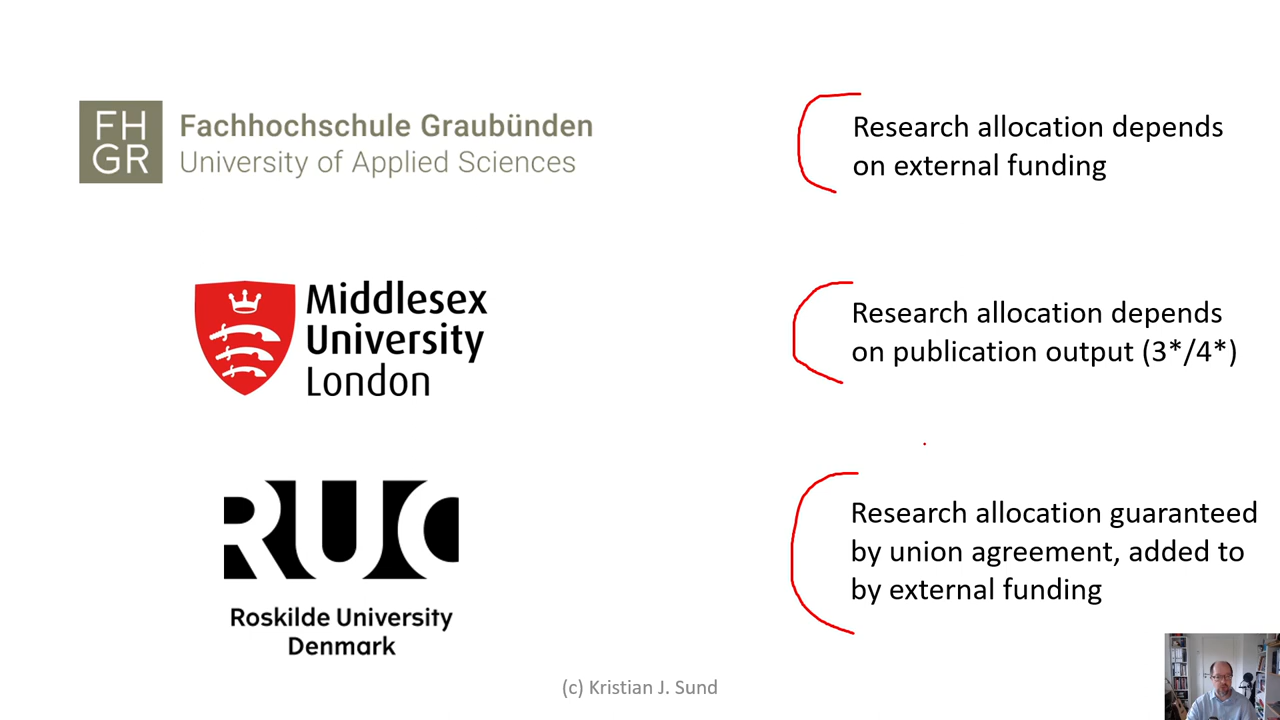 FH
GR
Fachhochschule Graubünden
University of Applied Sciences
Research allocation depends
on external funding
Middlesex
University
London
Research allocation depends
on publication output (3*/4*)
RUC
Roskilde University
Denmark
Research allocation guaranteed
by union agreement, added to
by external funding
(c) Kristian J. Sund